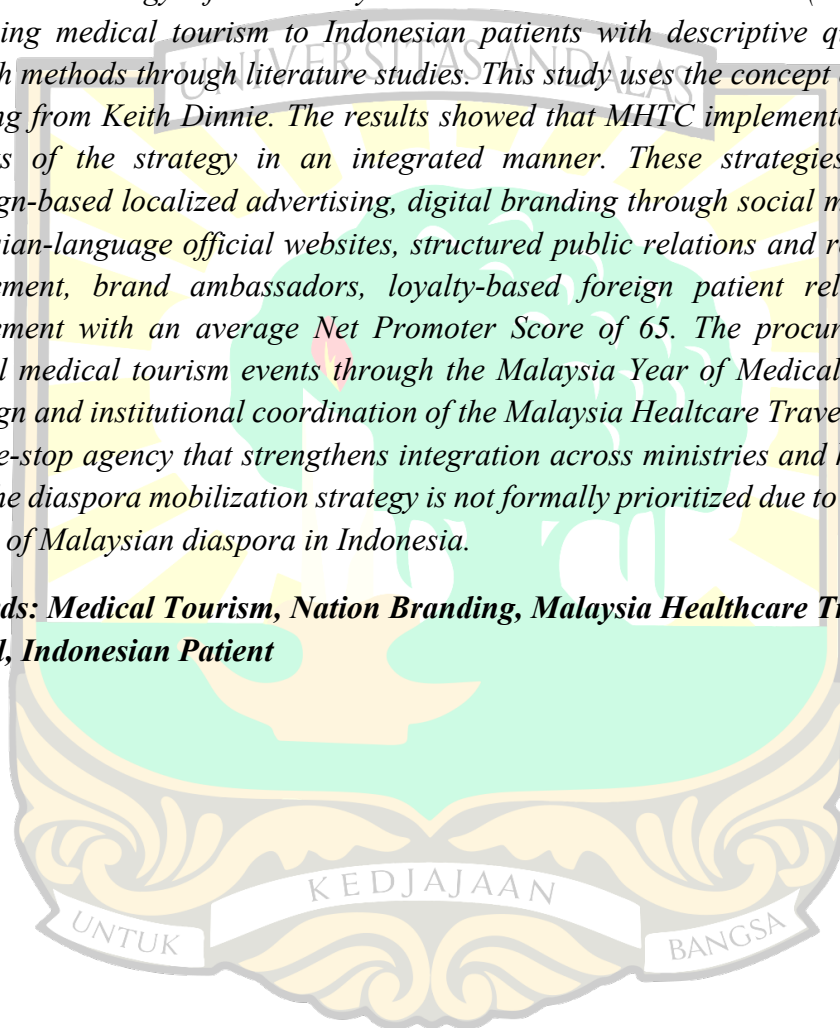 ing medical tourism to Indonesian patients with descriptive q
UNIVERSITAS ANDALAS
h methods through literature studies. This study uses the concept
ng from Keith Dinnie. The results showed that MHTC implemente
s of the strategy in an integrated manner. These strategies
gn-based localized advertising, digital branding through social m
sian-language official websites, structured public relations and r
ement, brand ambassadors, loyalty-based foreign patient rel
ement with an average Net Promoter Score of 65. The procur
l medical tourism events through the Malaysia Year of Medical
gn and institutional coordination of the Malaysia Healtcare Trave
e-stop agency that strengthens integration across ministries and
he diaspora mobilization strategy is not formally prioritized due to
of Malaysian diaspora in Indonesia.
ds: Medical Tourism, Nation Branding, Malaysia Healthcare Tr
l, Indonesian Patient
KEDJAJAAN
UNTUK
BANGSA